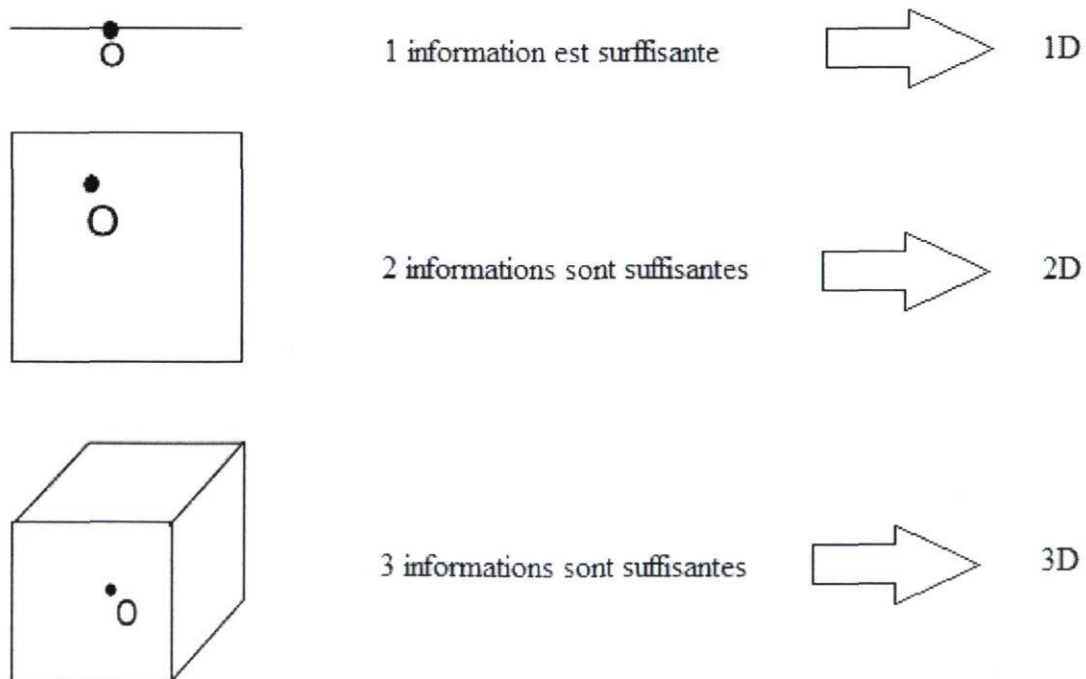 O
1 information est surffisante
1D
O
2 informations sont suffisantes
2D
O
3 informations sont suffisantes
3D